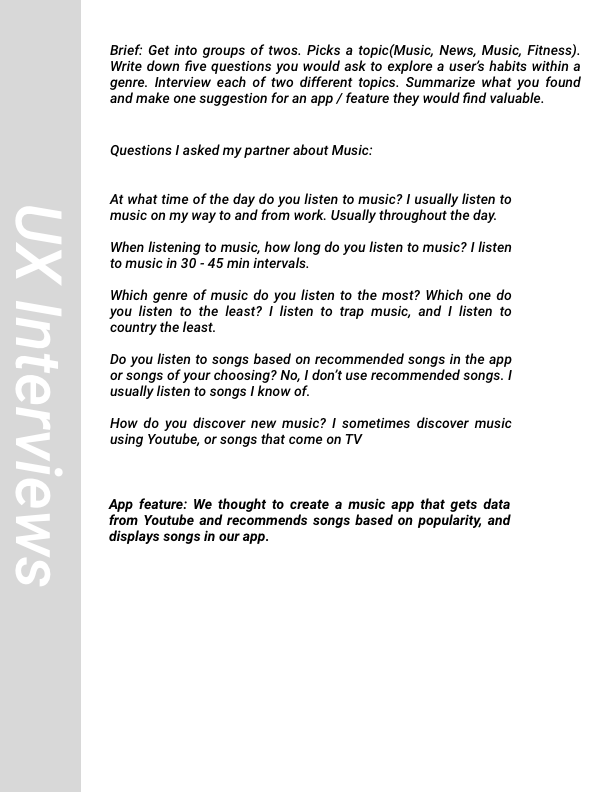 UX Interviews
Brief: Get into groups of twos. Picks a topic(Music, News, Music, Fitness).
Write down five questions you would ask to explore a user's habits within a
genre. Interview each of two different topics. Summarize what you found
and make one suggestion for an app / feature they would find valuable.
Questions I asked my partner about Music:
At what time of the day do you listen to music? I usually listen to
music on my way to and from work. Usually throughout the day.
When listening to music, how long do you listen to music? I listen
to music in 30 - 45 min intervals.
Which genre of music do you listen to the most? Which one do
you listen to the least? I listen to trap music, and I listen to
country the least.
Do you listen to songs based on recommended songs in the app
or songs of your choosing? No, I don't use recommended songs. I
usually listen to songs I know of.
How do you discover new music? I sometimes discover music
using Youtube, or songs that come on TV
App feature: We thought to create a music app that gets data
from Youtube and recommends songs based on popularity, and
displays songs in our app.